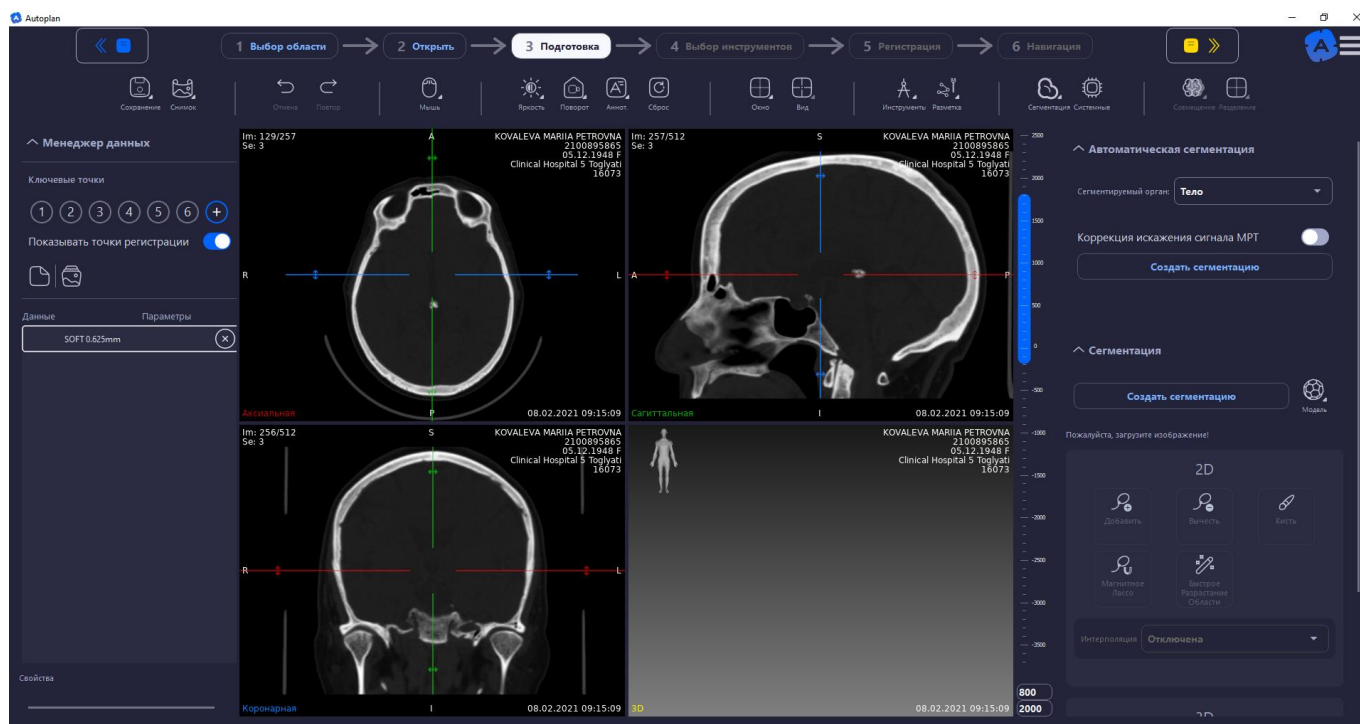 Autoplan
1 Выбор области
2 Открыть
3 Подготовка
4 Выбор инструментов
5 Регистрация
6 Навигация
A
Сохранение Снимок
Отмена Повтор
Мышь
Яркость Поворот Аннот. Сброс
Окно Вид
Инструменты Разметка
Сегментация Системные
Совмещение Разделение
Менеджер данных
Ключевые точки
1 2 3 4 5 6 +
Показывать точки регистрации
Данные Параметры
SOFT 0.625mm
Свойства
Im: 129/257
Se: 3
A
KOVALEVA MARIIA PETROVNA
2100895865
05.12.1948 F
Clinical Hospital 5 Toglyati
16073
R
L
Аксиальная
P
08.02.2021 09:15:09
Im: 257/512
Se: 3
S
KOVALEVA MARIIA PETROVNA
2100895865
05.12.1948 F
Clinical Hospital 5 Toglyati
16073
A
P
Сагиттальная
I
08.02.2021 09:15:09
Im: 256/512
Se: 3
S
KOVALEVA MARIIA PETROVNA
2100895865
05.12.1948 F
Clinical Hospital 5 Toglyati
16073
R
L
Коронарная
I
08.02.2021 09:15:09
KOVALEVA MARIIA PETROVNA
2100895865
05.12.1948 F
Clinical Hospital 5 Toglyati
16073
3D
08.02.2021 09:15:09
2500
2000
1500
1000
500
0
-500
-1000
-1500
-2000
-2500
-3000
-3500
800
2000
Автоматическая сегментация
Сегментируемый орган: Тело
Коррекция искажения сигнала МРТ
Создать сегментацию
Сегментация
Создать сегментацию
Модель
Пожалуйста, загрузите изображение!
2D
Добавить
Вычесть
Кисть
Магнитное
Лассо
Быстрое
Разрастание
Области
Интерполяция Отключена